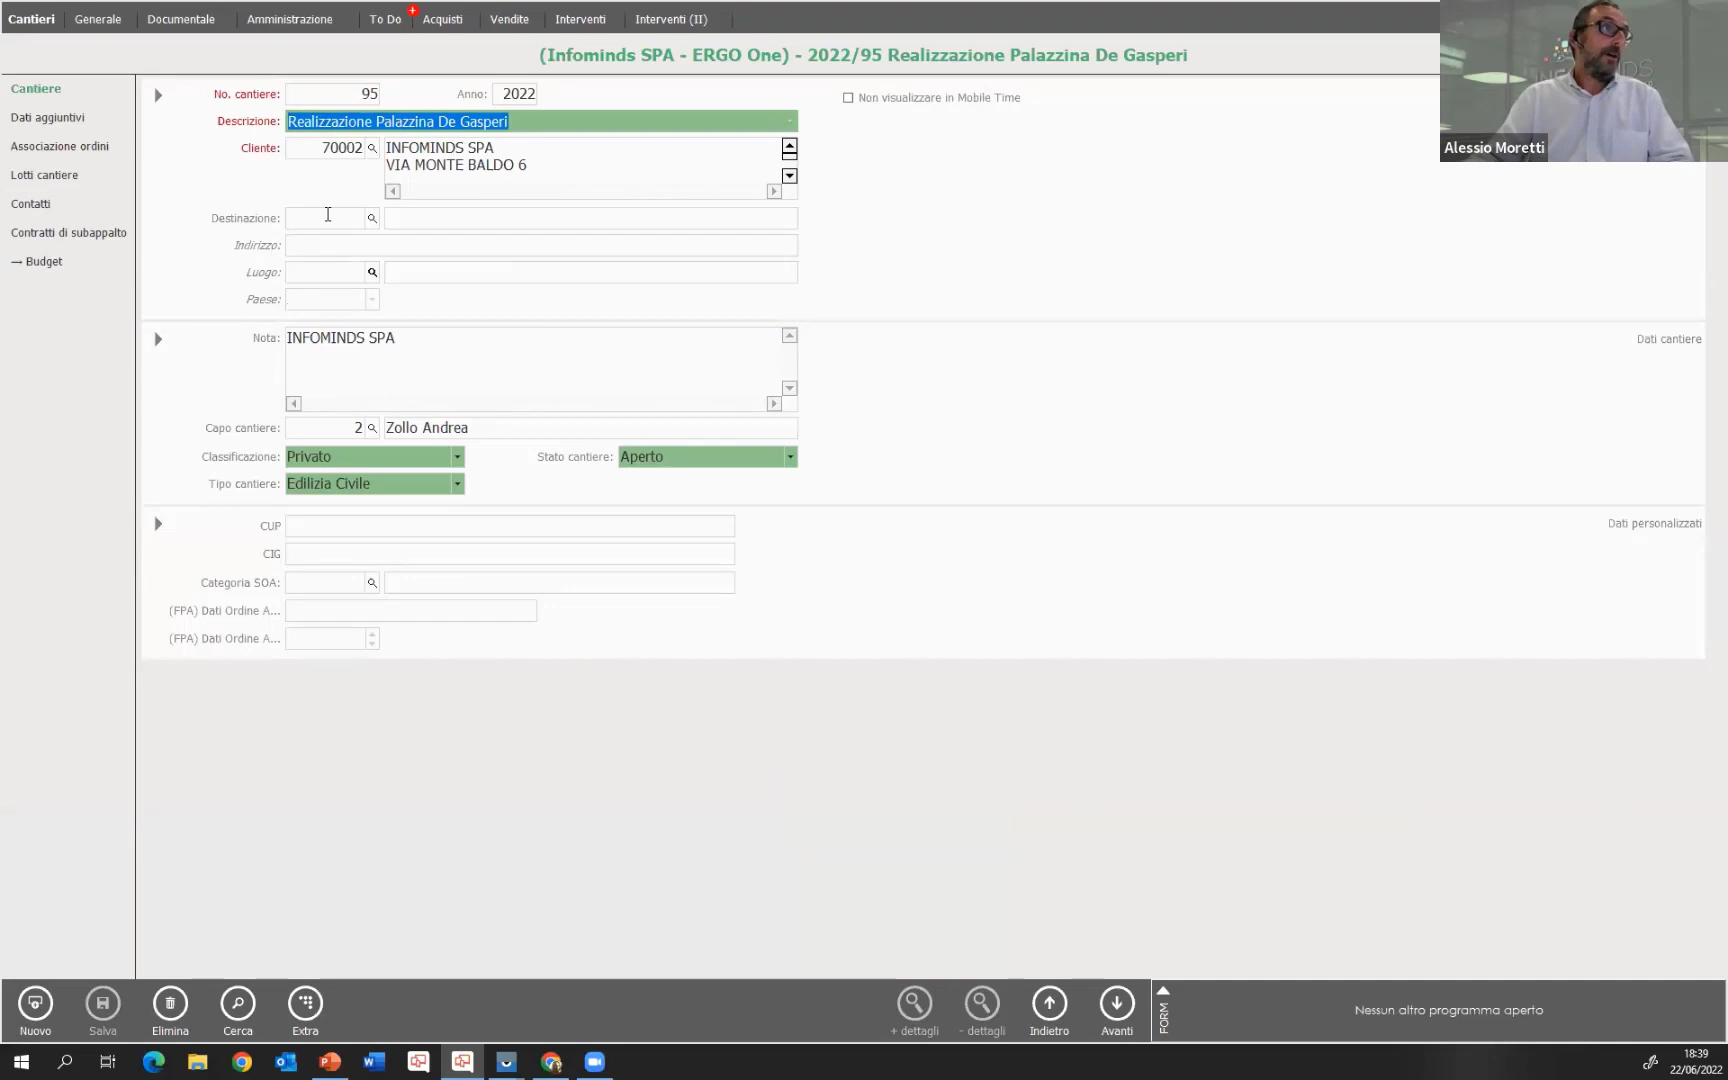 Cantieri Generale Documentale Amministrazione To Do Acquisti Vendite Interventi Interventi (II)
(Infominds SPA - ERGO One) - 2022/95 Realizzazione Palazzina De Gasperi
Alessio Moretti
Cantiere
Dati aggiuntivi
Associazione ordini
Lotti cantiere
Contatti
Contratti di subappalto
→ Budget
No. cantiere: 95 Anno: 2022
Non visualizzare in Mobile Time
Descrizione: Realizzazione Palazzina De Gasperi
Cliente: 70002 INFOMINDS SPA
VIA MONTE BALDO 6
Destinazione:
Indirizzo:
Luogo:
Paese:
Nota: INFOMINDS SPA
Dati cantiere
Capo cantiere: 2 Zollo Andrea
Classificazione: Privato Stato cantiere: Aperto
Tipo cantiere: Edilizia Civile
CUP
Dati personalizzati
CIG
Categoria SOA:
(FPA) Dati Ordine A...
(FPA) Dati Ordine A...
Nuovo Salva Elimina Cerca Extra + dettagli - dettagli Indietro Avanti
FORM
Nessun altro programma aperto
18:39
22/06/2022